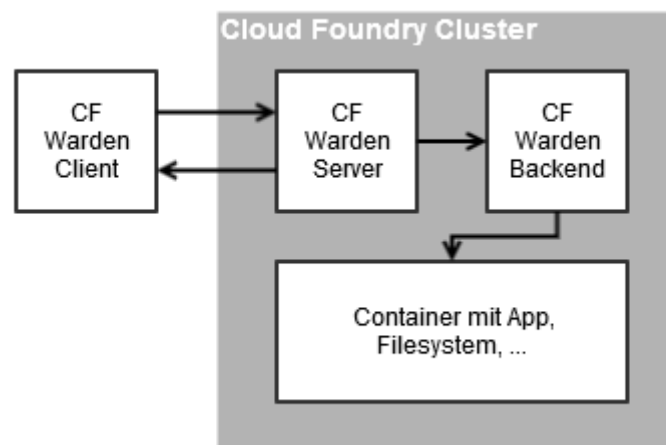 Cloud Foundry Cluster
CF
Warden
Client
CF
Warden
Server
CF
Warden
Backend
Container mit App,
Filesystem, ...